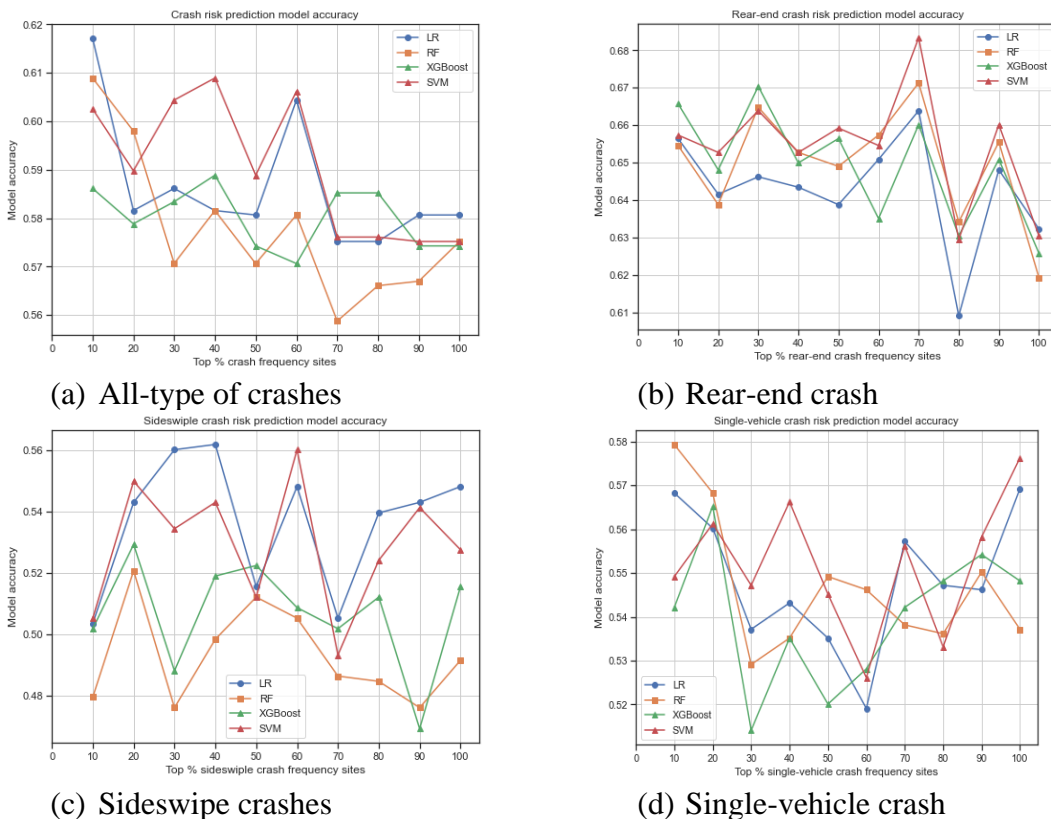 Crash risk prediction model accuracy
0.62
0.61
0.60
0.59
0.58
0.57
0.56
Model accuracy
LR
RF
XGBoost
SVM
0 10 20 30 40 50 60 70 80 90 100
Top % crash frequency sites
(a) All-type of crashes
Rear-end crash risk prediction model accuracy
0.68
0.67
0.66
0.65
0.64
0.63
0.62
0.61
Model accuracy
LR
RF
XGBoost
SVM
0 10 20 30 40 50 60 70 80 90 100
Top % rear-end crash frequency sites
(b) Rear-end crash
Sideswiple crash risk prediction model accuracy
0.56
0.54
0.52
0.50
0.48
Model accuracy
LR
RF
XGBoost
SVM
0 10 20 30 40 50 60 70 80 90 100
Top % sideswiple crash frequency sites
(c) Sideswipe crashes
Single-vehicle crash risk prediction model accuracy
0.58
0.57
0.56
0.55
0.54
0.53
0.52
Model accuracy
LR
RF
XGBoost
SVM
0 10 20 30 40 50 60 70 80 90 100
Top % single-vehicle crash frequency sites
(d) Single-vehicle crash